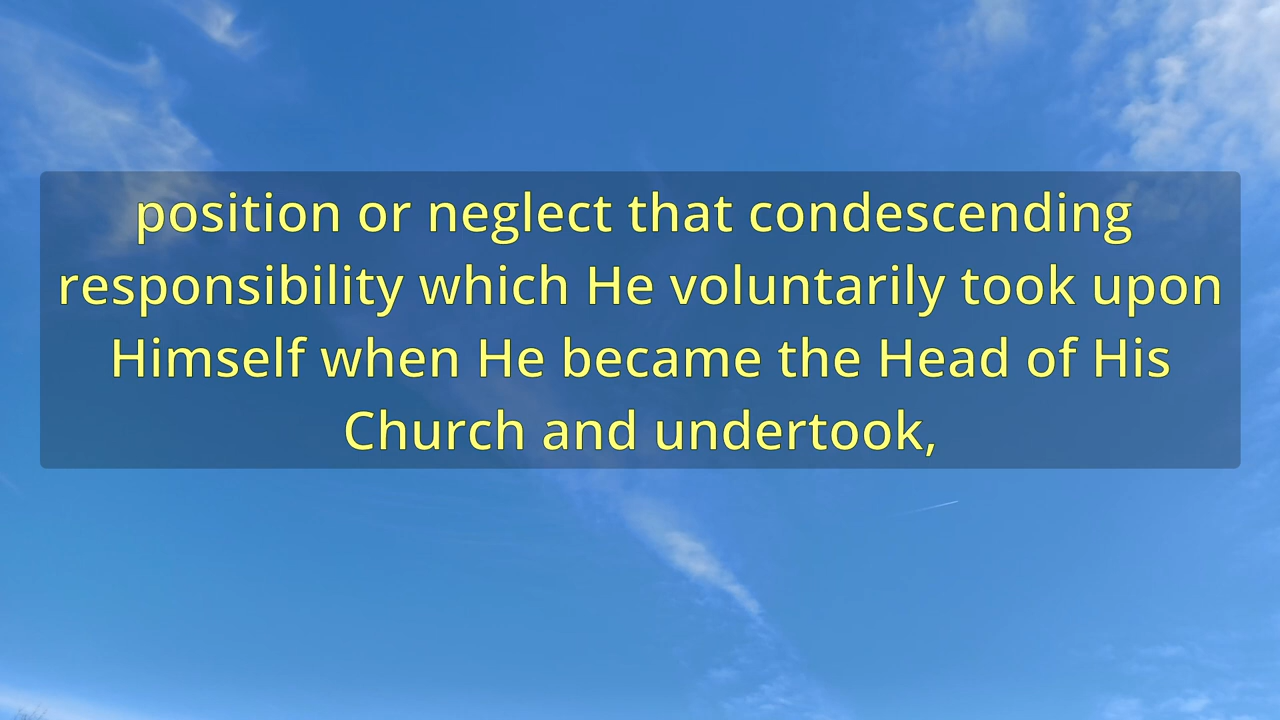 position or neglect that condescending
responsibility which He voluntarily took upon
Himself when He became the Head of His
Church and undertook,